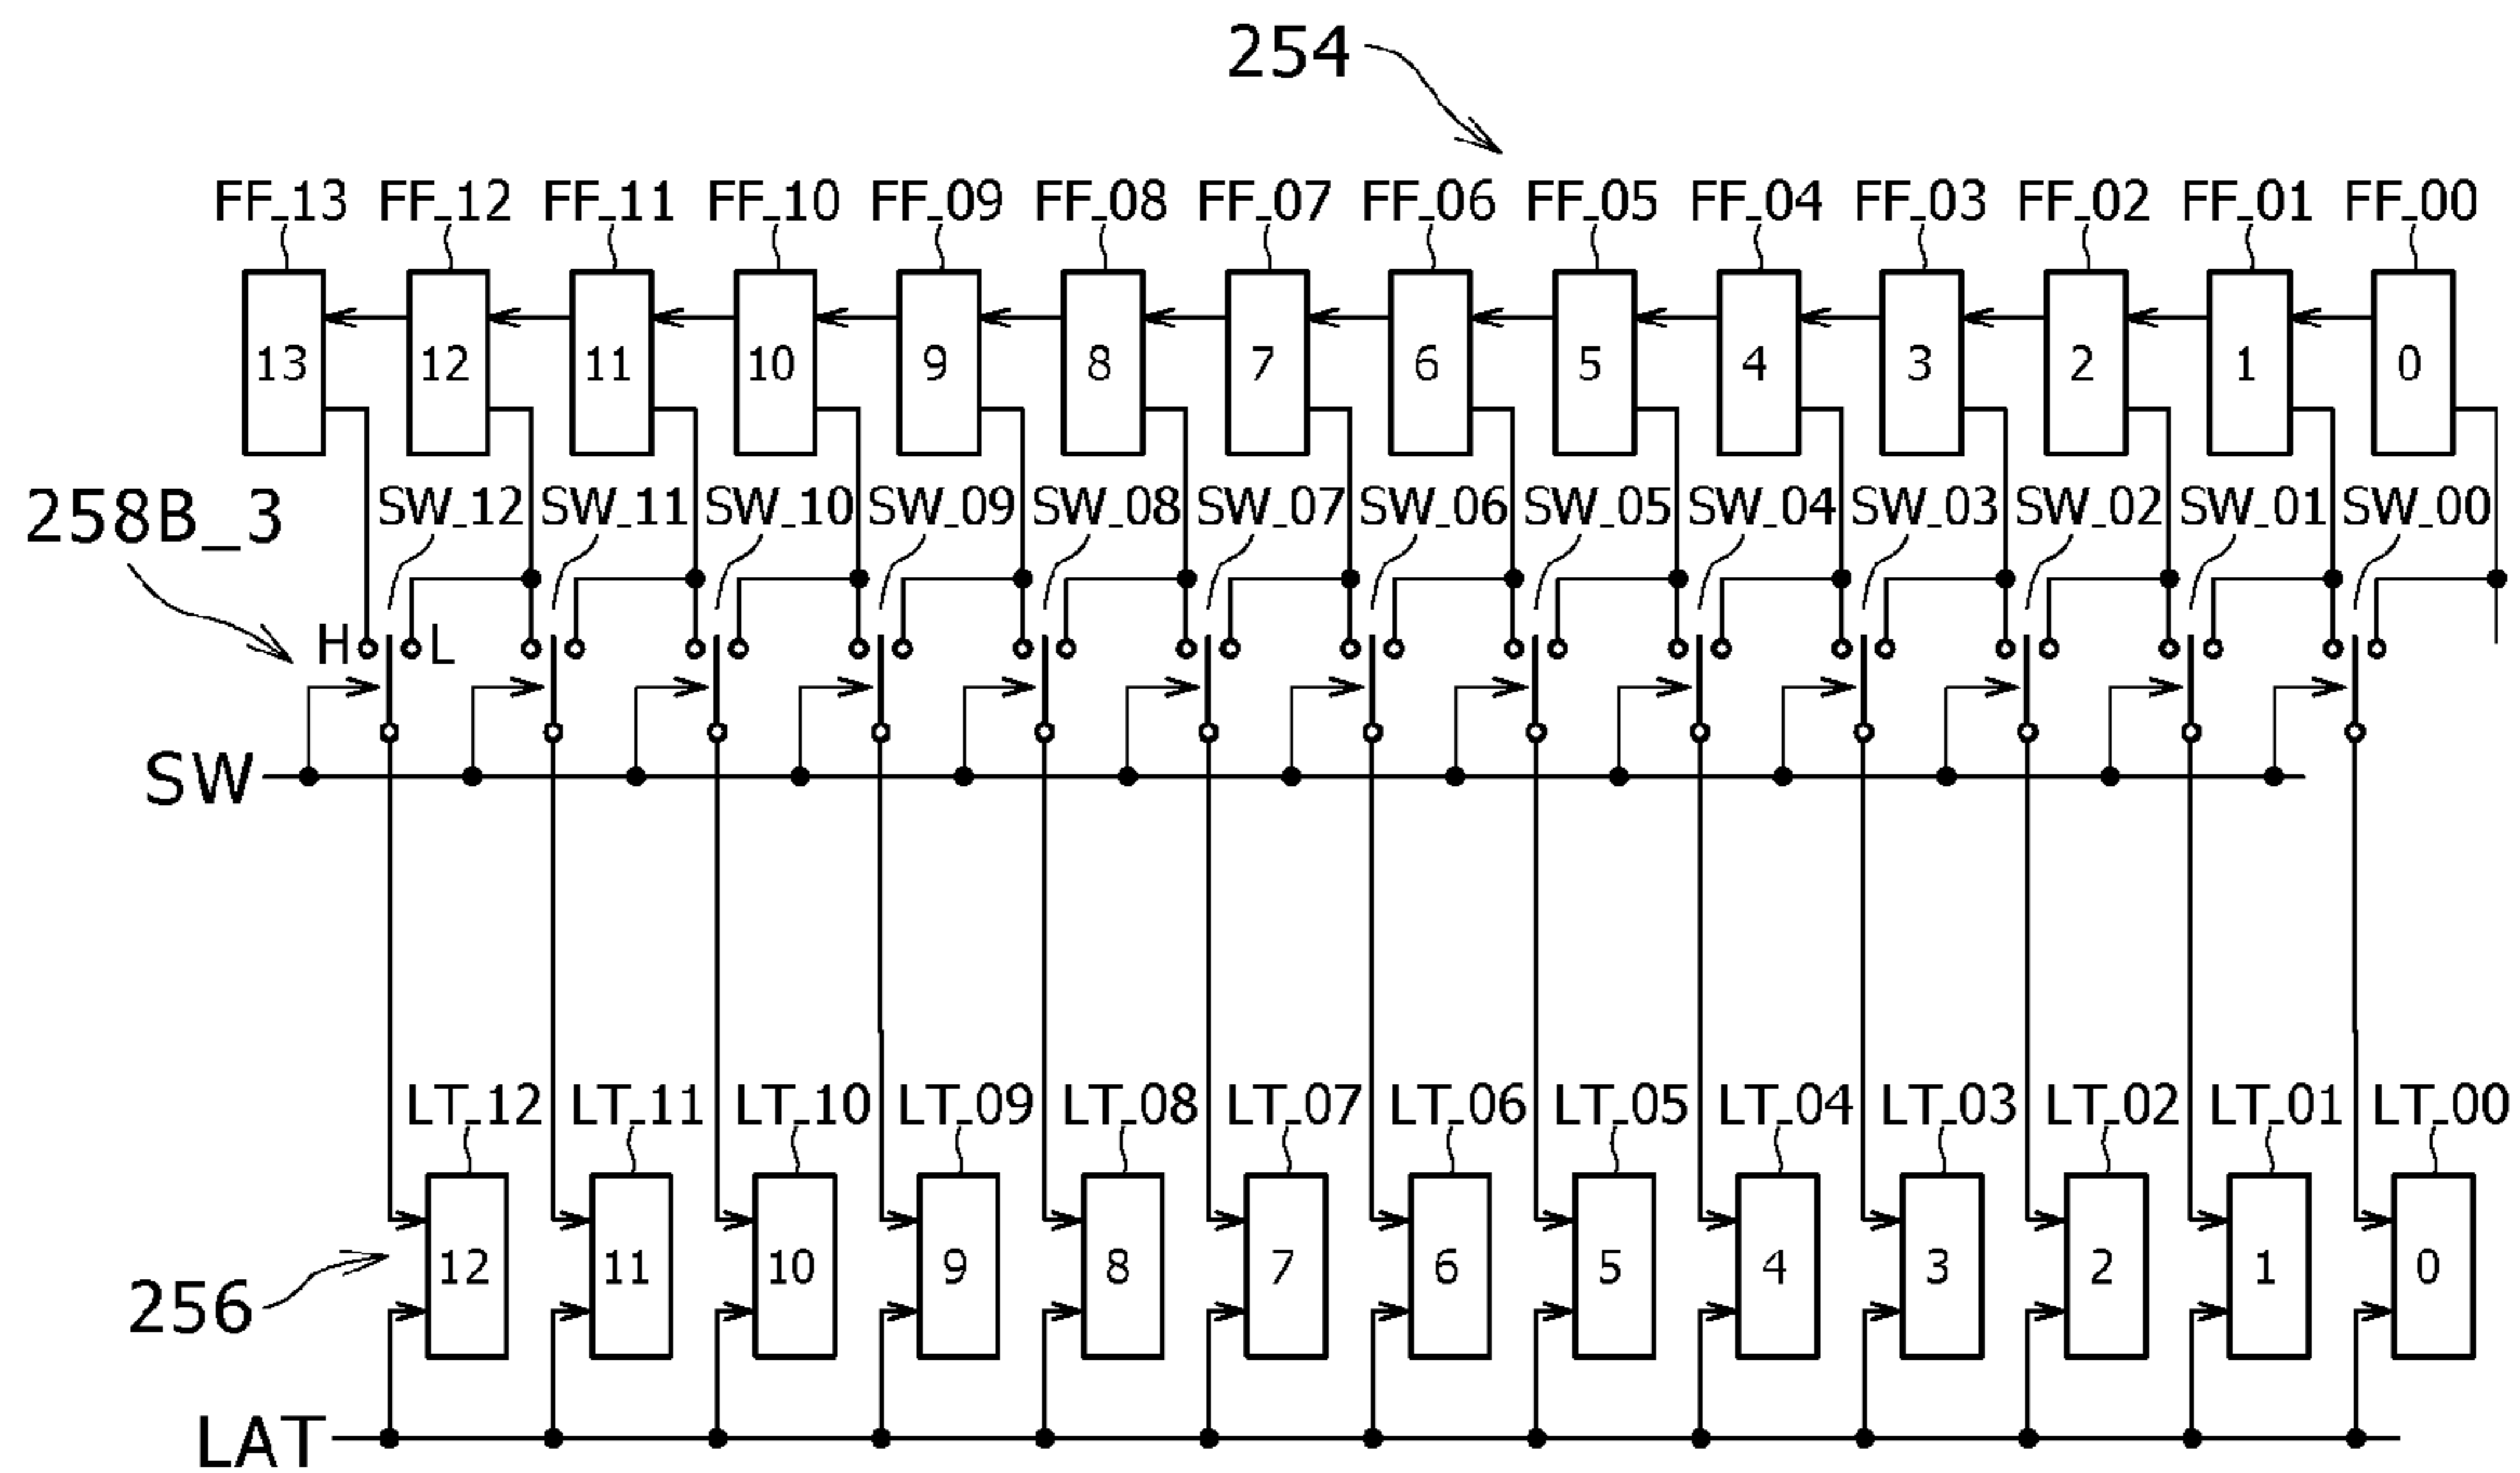 254
FF_13 FF_12 FF_11 FF_10 FF_09 FF_08 FF_07 FF_06 FF_05 FF_04 FF_03 FF_02 FF_01 FF_00
13 12 11 10 9 8 7 6 5 4 3 2 1 0
258B_3
SW_12 SW_11 SW_10 SW_09 SW_08 SW_07 SW_06 SW_05 SW_04 SW_03 SW_02 SW_01 SW_00
H L
SW
LT_12 LT_11 LT_10 LT_09 LT_08 LT_07 LT_06 LT_05 LT_04 LT_03 LT_02 LT_01 LT_00
12 11 10 9 8 7 6 5 4 3 2 1 0
256
LAT